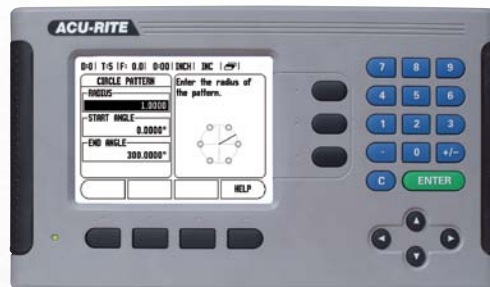 ACU-RITE
D:0 | T:5 | F: 0.0 | 0:00 | INCH | INC |
CIRCLE PATTERN
RADIUS
1.0000
START ANGLE
0.0000°
END ANGLE
300.0000°
Enter the radius of
the pattern.
HELP
7 8 9
4 5 6
1 2 3
. 0 +/-
C ENTER